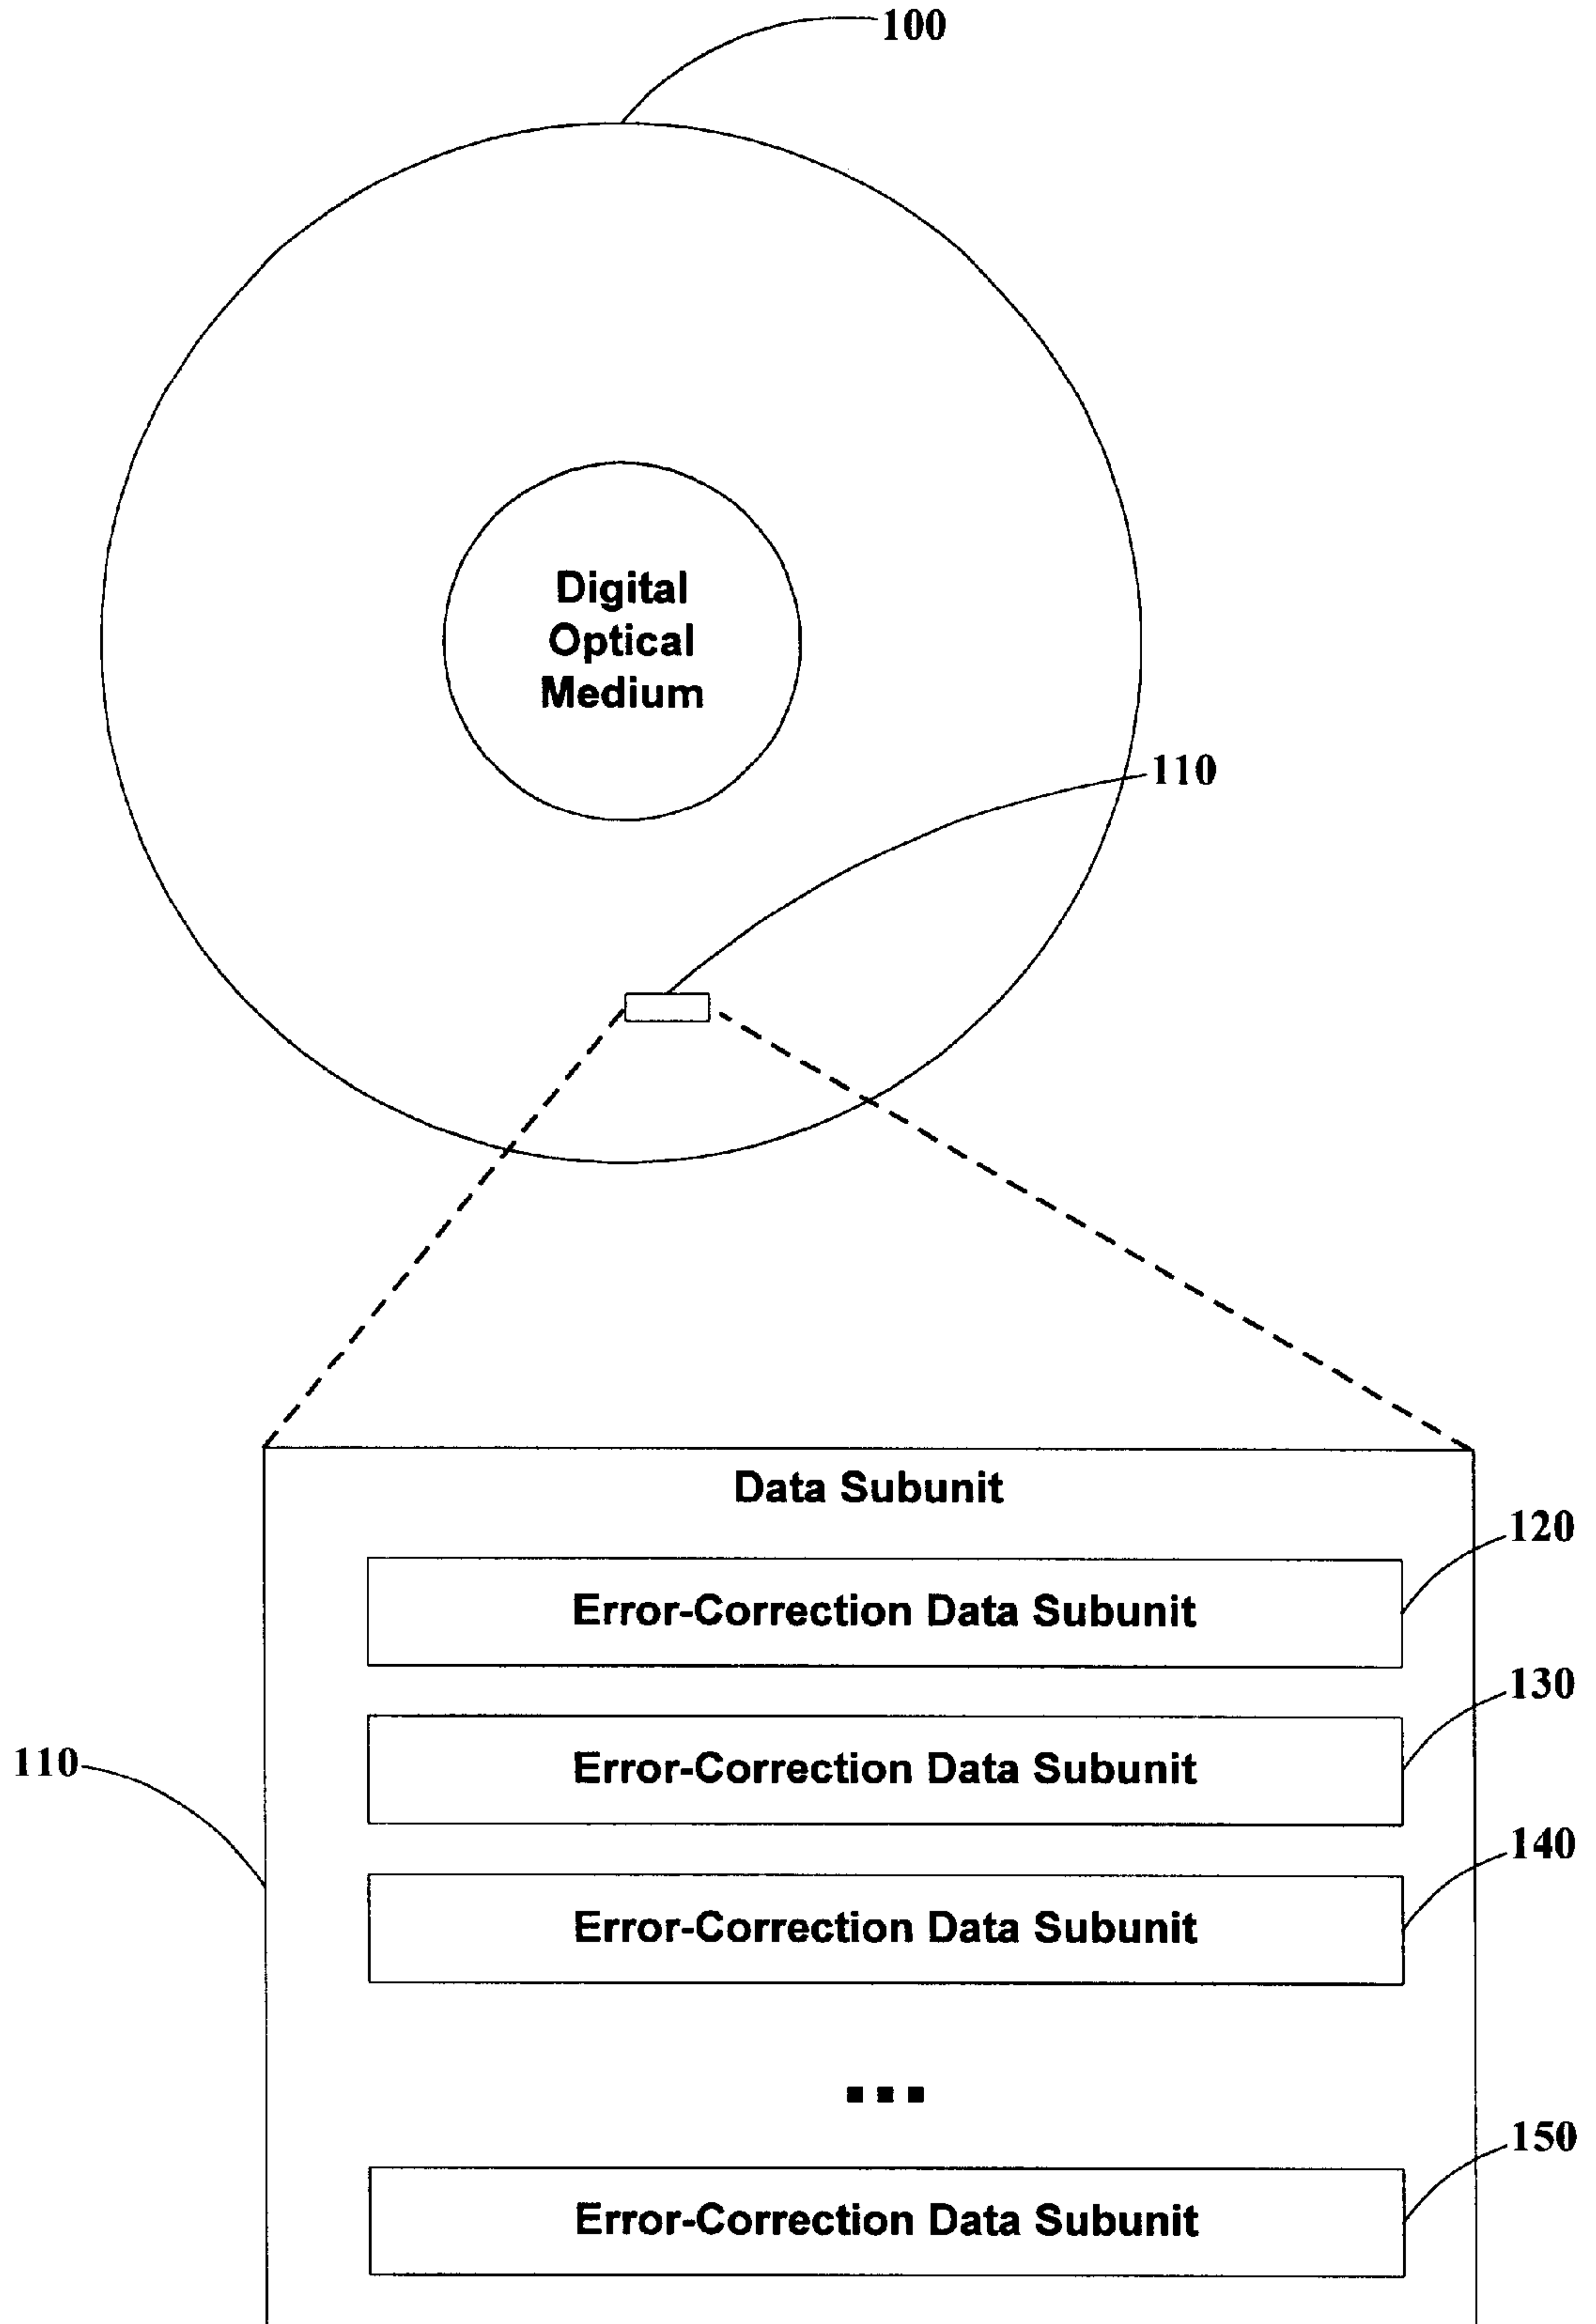 100
Digital
Optical
Medium
110
Data Subunit
120
Error-Correction Data Subunit
130
Error-Correction Data Subunit
110
140
Error-Correction Data Subunit
...
150
Error-Correction Data Subunit